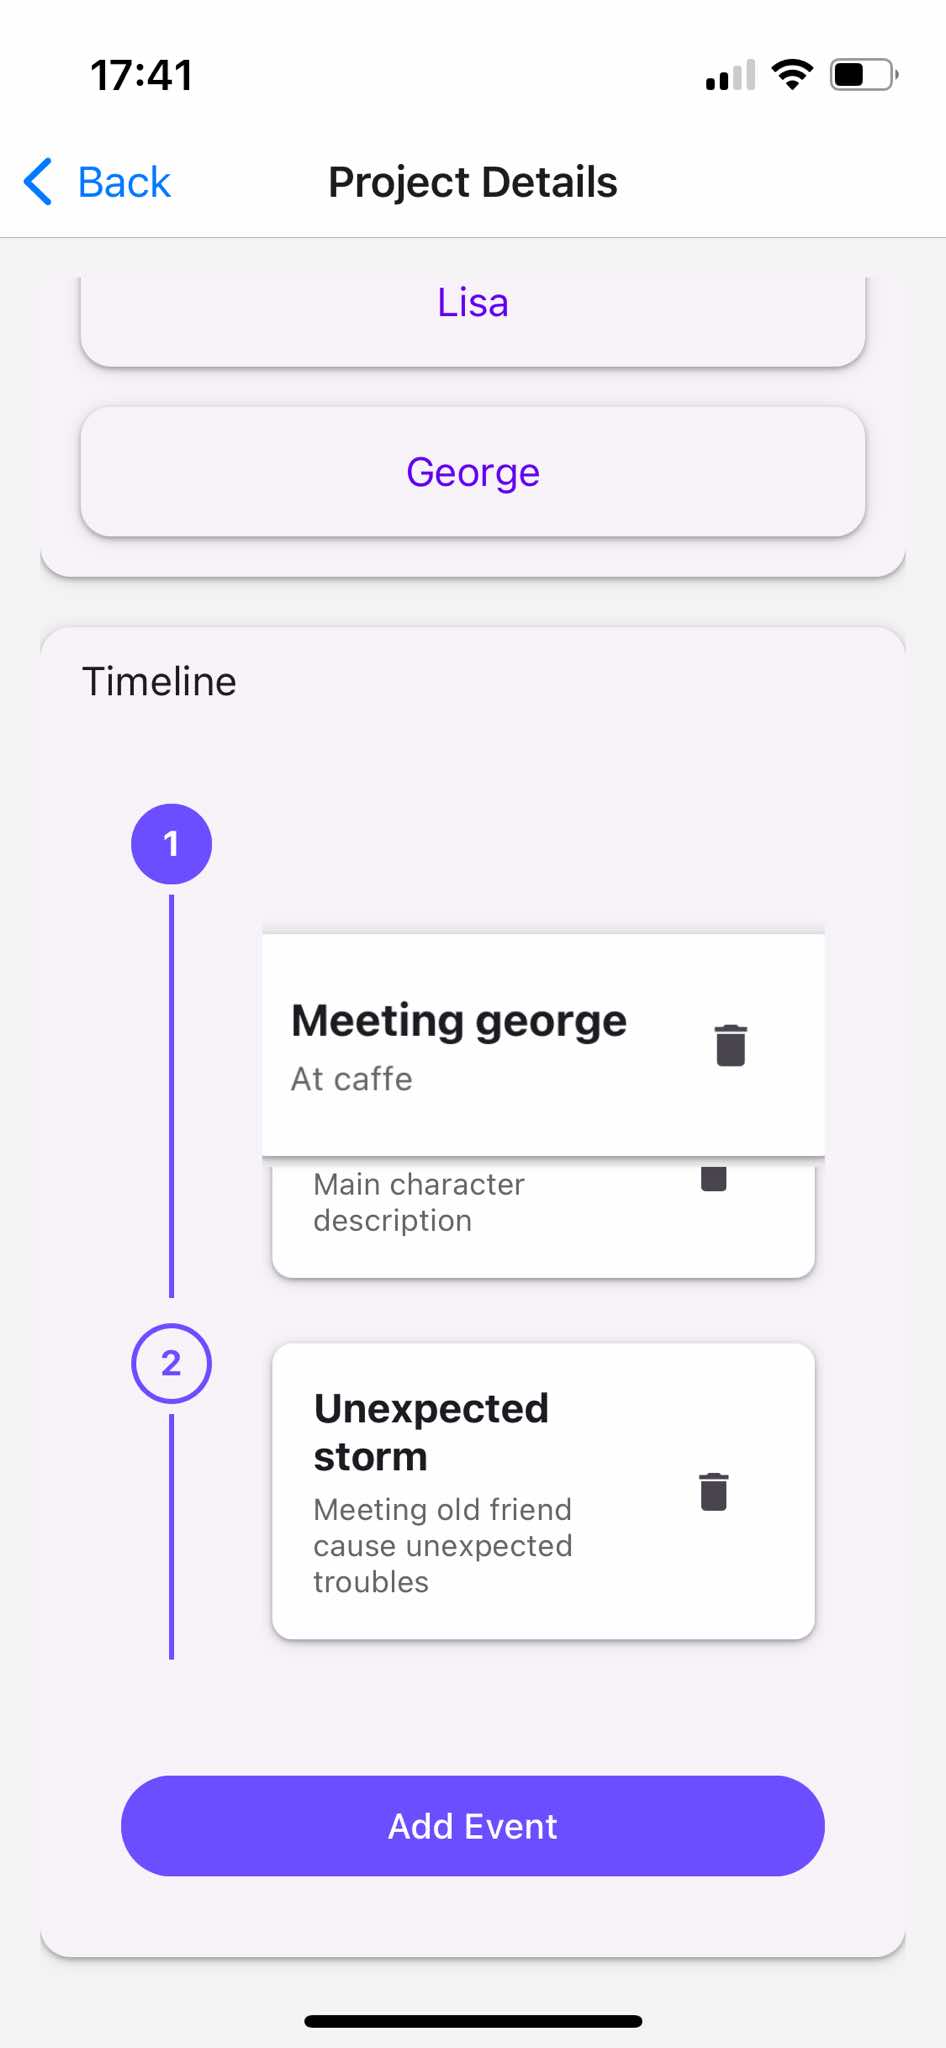 17:41
Back
Project Details
Lisa
George
Timeline
1
Meeting george
At caffe
Main character
description
2
Unexpected
storm
Meeting old friend
cause unexpected
troubles
Add Event